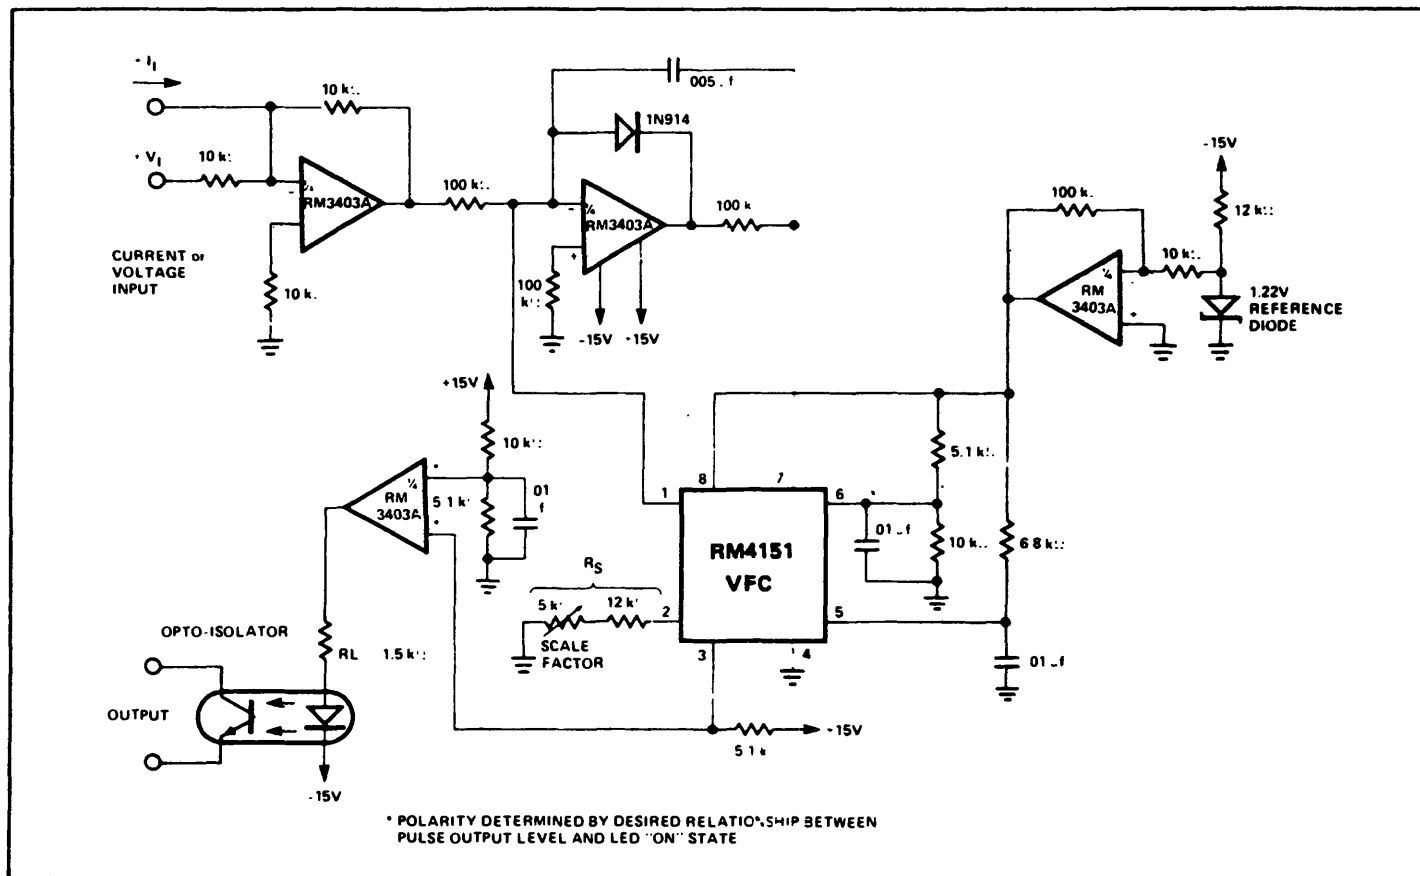 10 k
1N914
005
+ V_I
10 k
RM3403A
100 k
RM3403A
100 k
CURRENT or
VOLTAGE
INPUT
10 k
100
k
-15V
+15V
-15V
100 k
12 k
10 k
RM
3403A
1.22V
REFERENCE
DIODE
+15V
10 k
RM
3403A
5 1 k
01
f
1
8
7
6
5.1 k
01 f
10 k
6 8 k
RM4151
VFC
R_S
5 k
12 k
2
5
SCALE
FACTOR
3
4
01 f
OPTO-ISOLATOR
RL 1.5 k
OUTPUT
-15V
5 1 k
15V
* POLARITY DETERMINED BY DESIRED RELATIONSHIP BETWEEN
PULSE OUTPUT LEVEL AND LED "ON" STATE